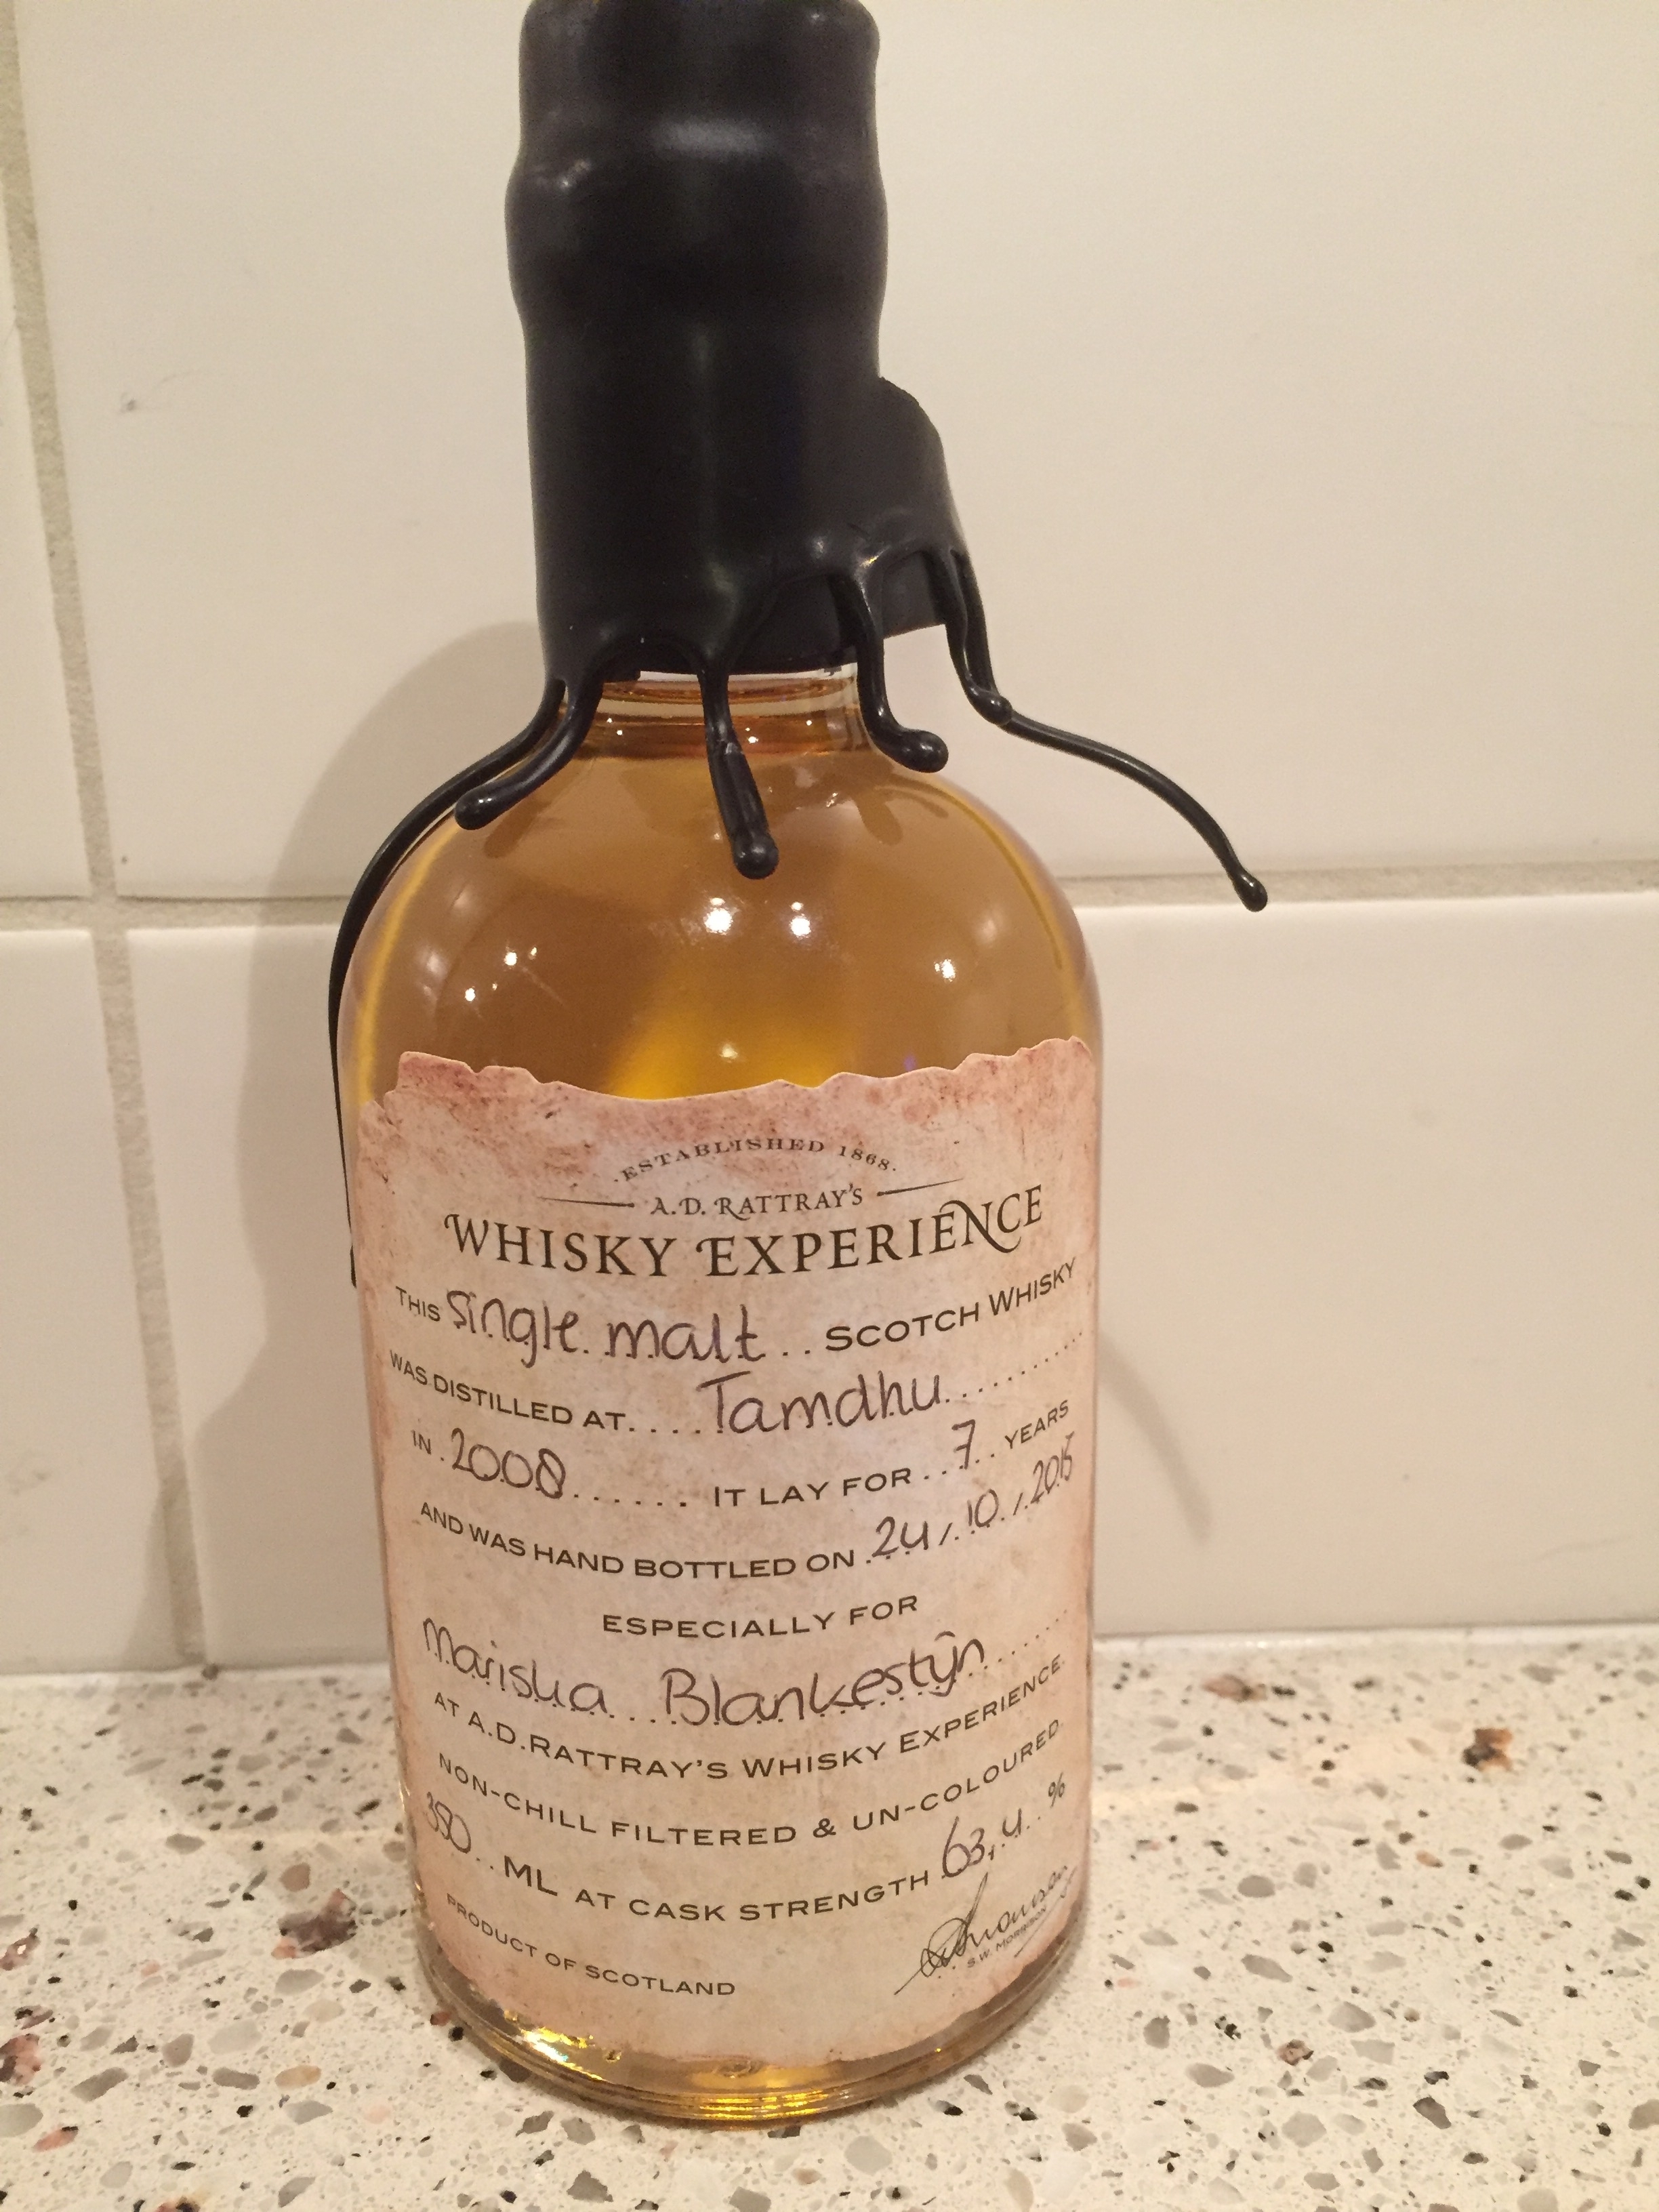 ESTABLISHED 1868
A.D. RATTRAY'S
WHISKY EXPERIENCE
THIS single malt SCOTCH WHISKY
WAS DISTILLED AT.... Tamdhu
IN 2008 ...... IT LAY FOR .. 7 .. YEARS
AND WAS HAND BOTTLED ON 24/10/2015
ESPECIALLY FOR
Mariska Blankestijn
AT A.D. RATTRAY'S WHISKY EXPERIENCE.
NON-CHILL FILTERED & UN-COLOURED
350 .. ML AT CASK STRENGTH 63,4 %
PRODUCT OF SCOTLAND
S.W. MORRISON